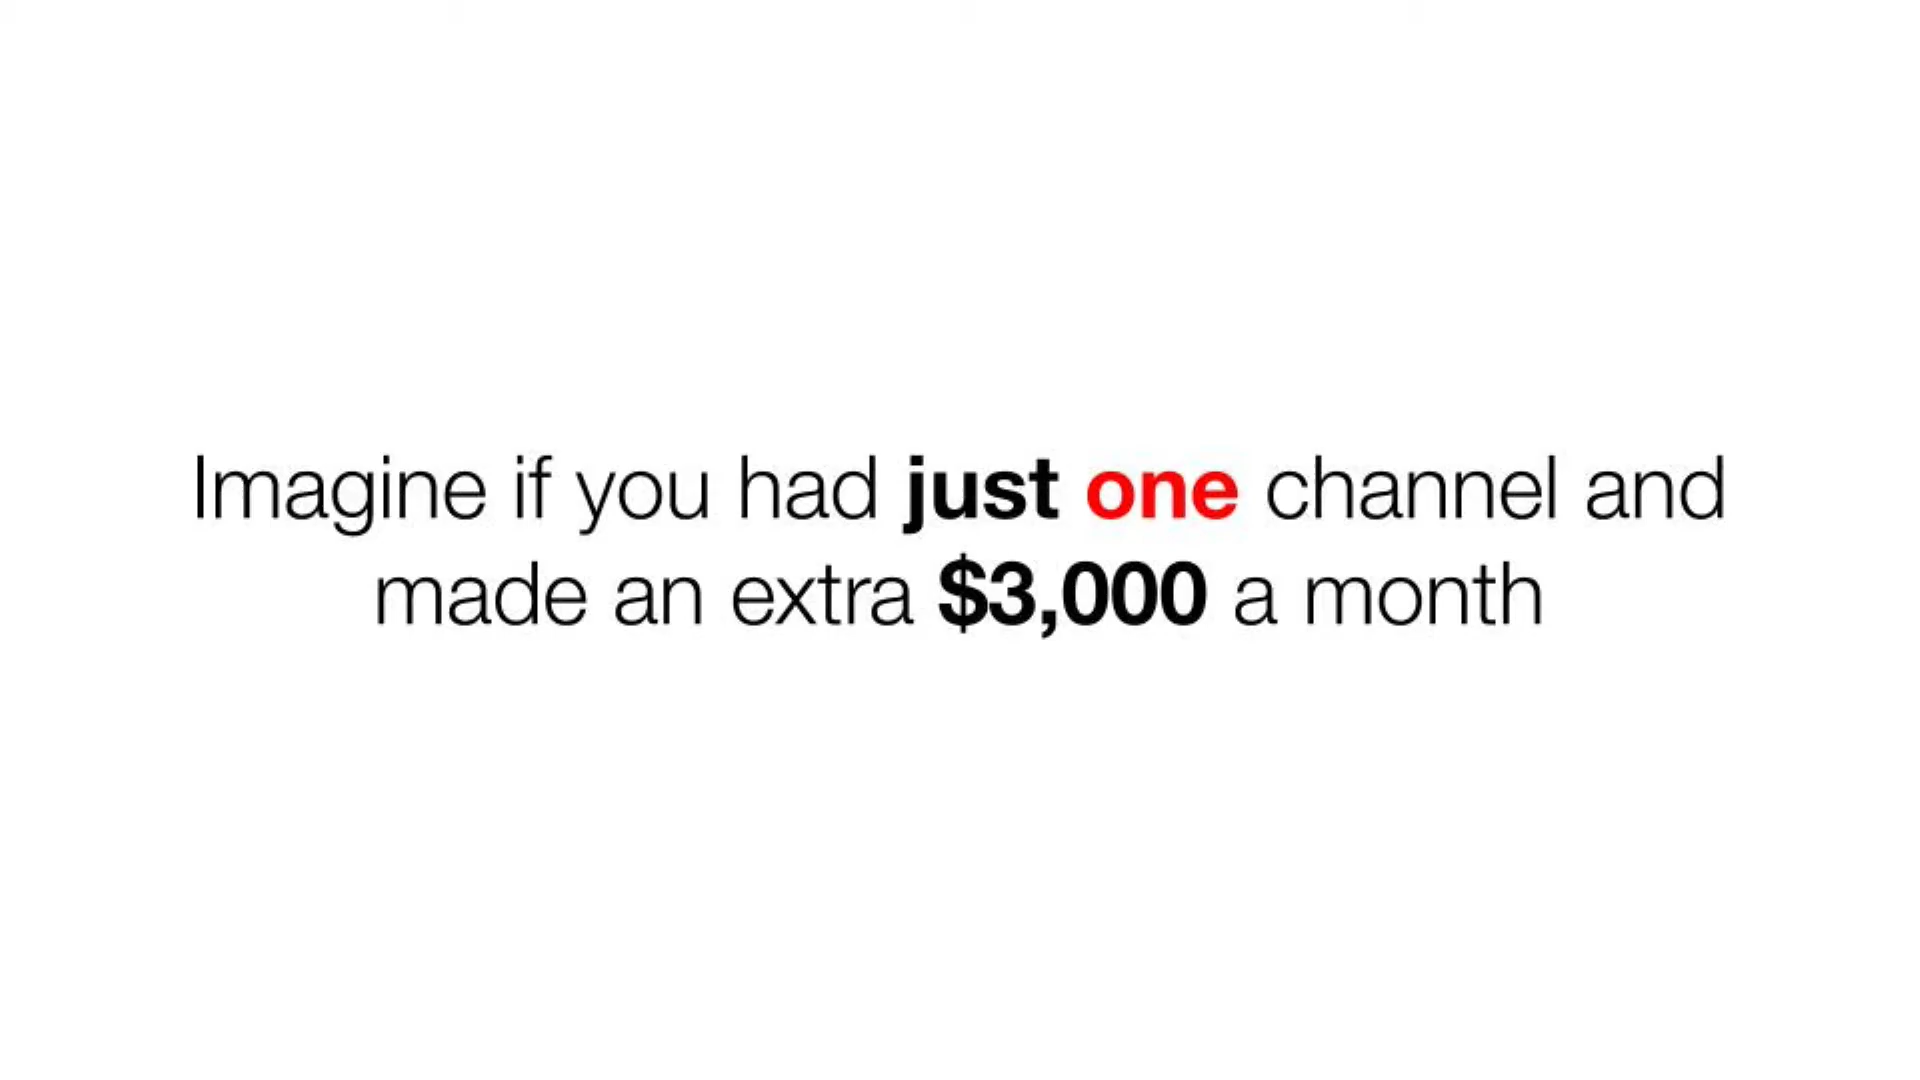 Imagine if you had just one channel and
made an extra $3,000 a month